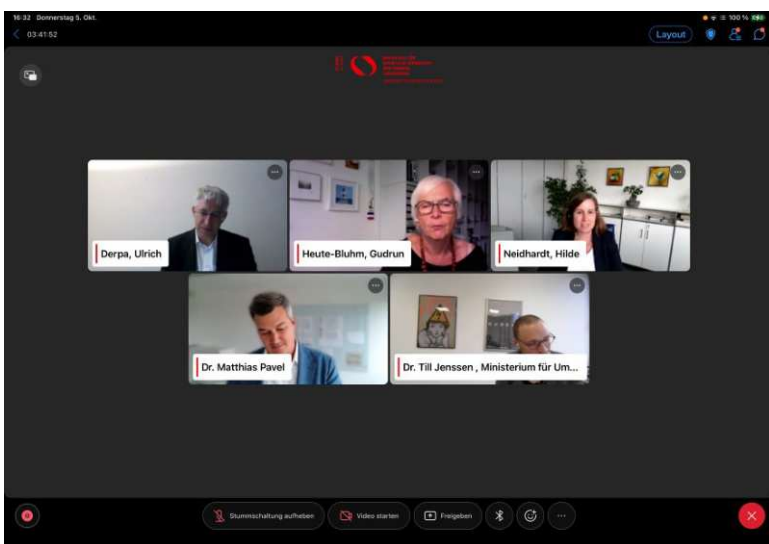 16:32 Donnerstag 5. Okt.
100 %
03:41:52
Layout
Derpa, Ulrich
Heute-Bluhm, Gudrun
Neidhardt, Hilde
Dr. Matthias Pavel
Dr. Till Jenssen , Ministerium für Um...
Stummschaltung aufheben
Video starten
Freigeben